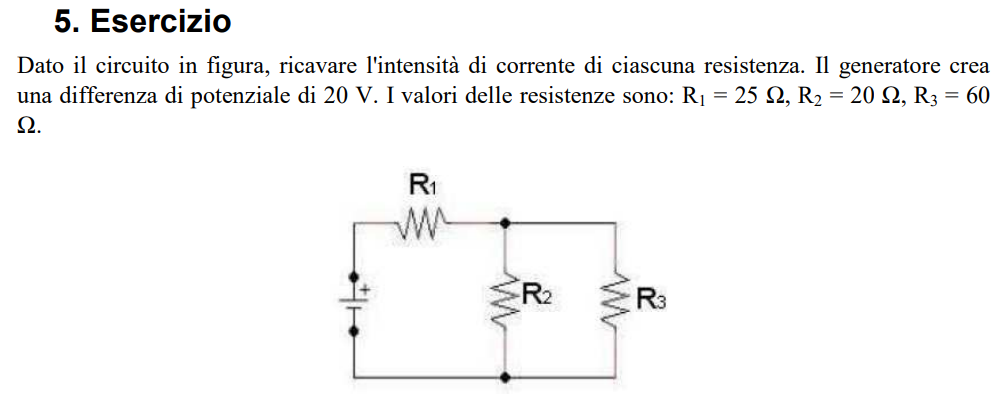 5. Esercizio
Dato il circuito in figura, ricavare l'intensità di corrente di ciascuna resistenza. Il generatore crea
una differenza di potenziale di 20 V. I valori delle resistenze sono: R₁ = 25 Ω, R₂ = 20 Ω, R₃ = 60
Ω.
R₁
+
R₂
R₃